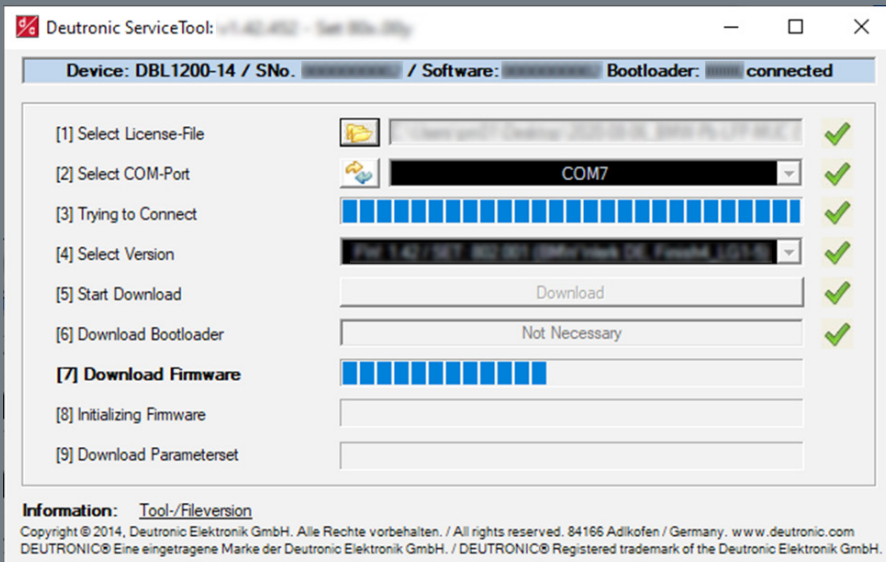 Deutronic ServiceTool:
Device: DBL1200-14 / SNo. / Software: Bootloader: connected
[1] Select License-File
[2] Select COM-Port COM7
[3] Trying to Connect
[4] Select Version
[5] Start Download Download
[6] Download Bootloader Not Necessary
[7] Download Firmware
[8] Initializing Firmware
[9] Download Parameterset
Information: Tool-/Fileversion
Copyright © 2014, Deutronic Elektronik GmbH. Alle Rechte vorbehalten. / All rights reserved. 84166 Adlkofen / Germany. www.deutronic.com
DEUTRONIC® Eine eingetragene Marke der Deutronic Elektronik GmbH. / DEUTRONIC® Registered trademark of the Deutronic Elektronik GmbH.